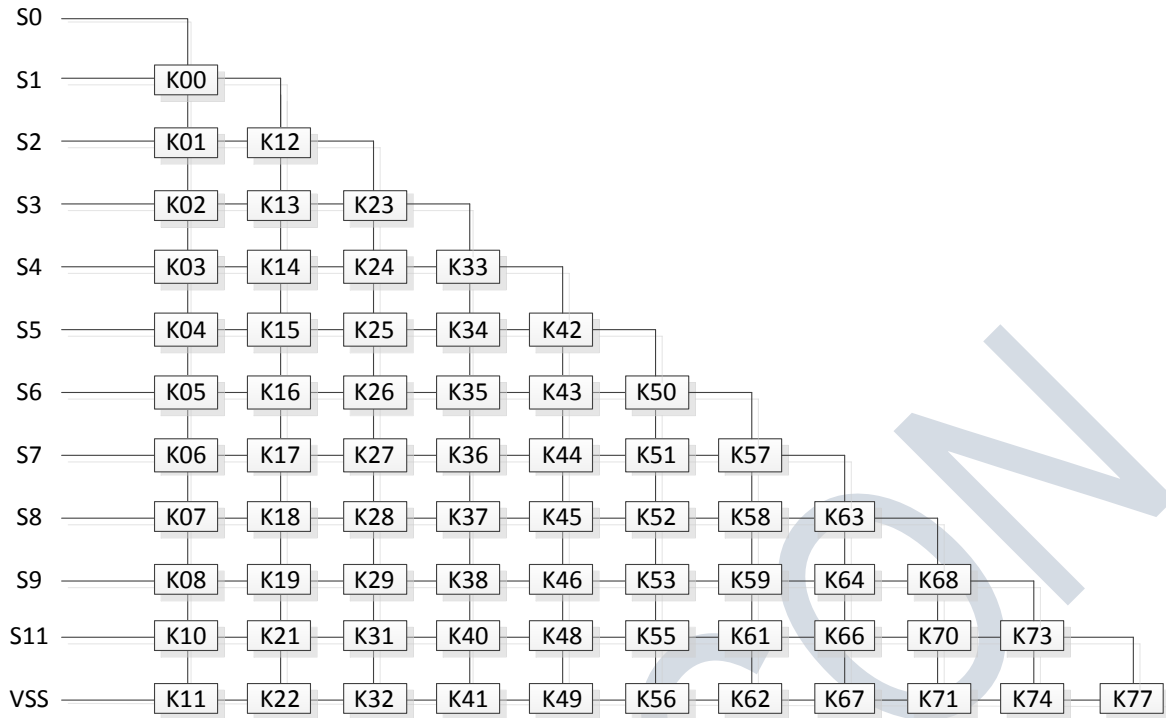 S0
S1 K00
S2 K01 K12
S3 K02 K13 K23
S4 K03 K14 K24 K33
S5 K04 K15 K25 K34 K42
S6 K05 K16 K26 K35 K43 K50
S7 K06 K17 K27 K36 K44 K51 K57
S8 K07 K18 K28 K37 K45 K52 K58 K63
S9 K08 K19 K29 K38 K46 K53 K59 K64 K68
S11 K10 K21 K31 K40 K48 K55 K61 K66 K70 K73
VSS K11 K22 K32 K41 K49 K56 K62 K67 K71 K74 K77
CON